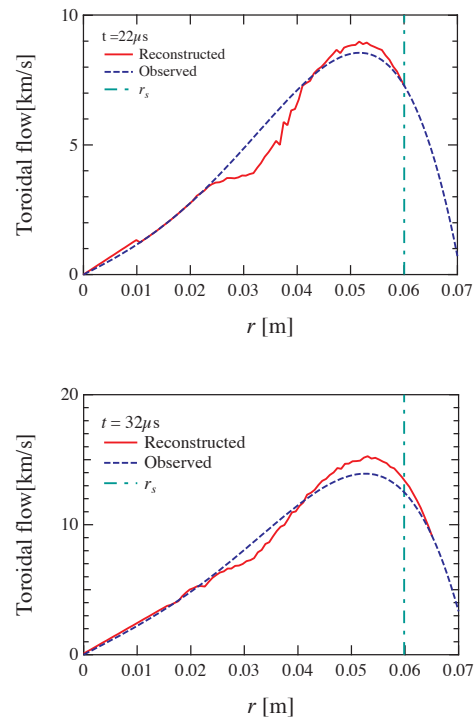 t =22μs
Reconstructed
Observed
r_s
Toroidal flow[km/s]
10
5
0
0 0.01 0.02 0.03 0.04 0.05 0.06 0.07
r [m]
t = 32μs
Reconstructed
Observed
r_s
Toroidal flow[km/s]
20
10
0
0 0.01 0.02 0.03 0.04 0.05 0.06 0.07
r [m]